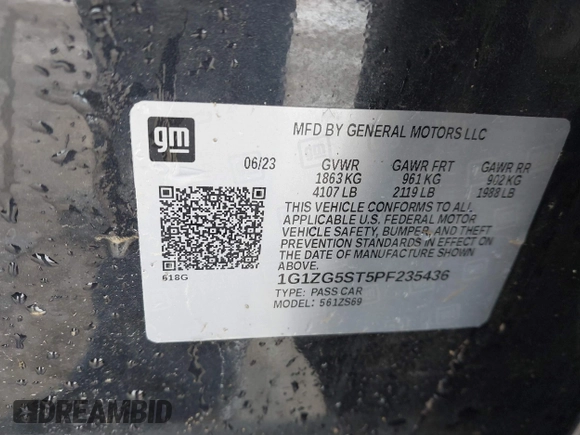 gm
MFD BY GENERAL MOTORS LLC
06/23 GVWR GAWR FRT GAWR RR
1863 KG 961 KG 902 KG
4107 LB 2119 LB 1988 LB
THIS VEHICLE CONFORMS TO ALL
APPLICABLE U.S. FEDERAL MOTOR
VEHICLE SAFETY, BUMPER, AND THEFT
PREVENTION STANDARDS IN EFFECT ON
THE DATE OF MANUFACTURE SHOWN
ABOVE.
618G
1G1ZG5ST5PF235436
TYPE: PASS CAR
MODEL: 561ZS69
DREAMBID